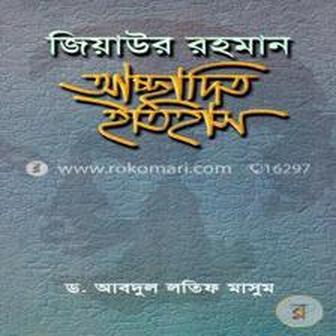 জিয়াউর রহমান
আচ্ছাদিত
ইতিহাস
www.rokomari.com 16297
ড. আবদুল লতিফ মাসুম
র